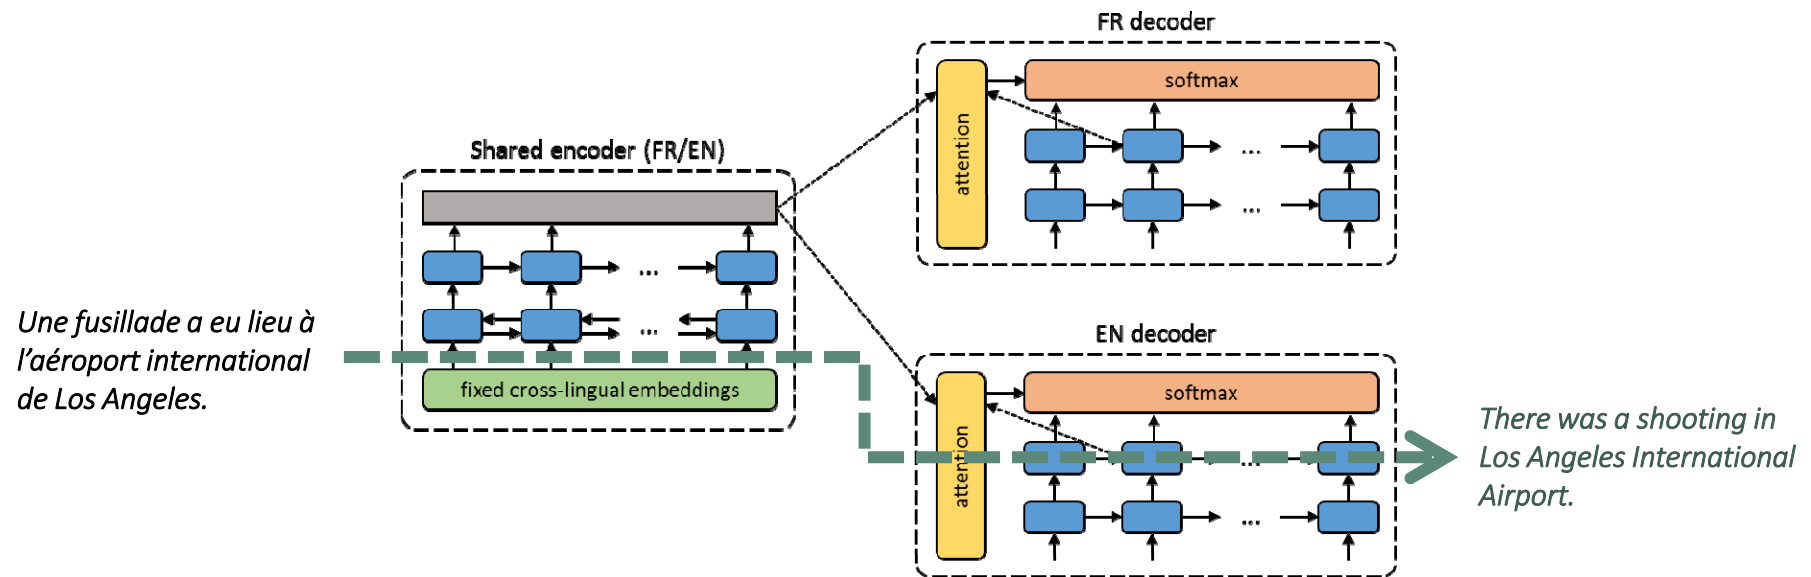 Une fusillade a eu lieu à
l’aéroport international
de Los Angeles.
Shared encoder (FR/EN)
...
...
fixed cross-lingual embeddings
FR decoder
attention
softmax
...
...
EN decoder
attention
softmax
...
...
There was a shooting in
Los Angeles International
Airport.